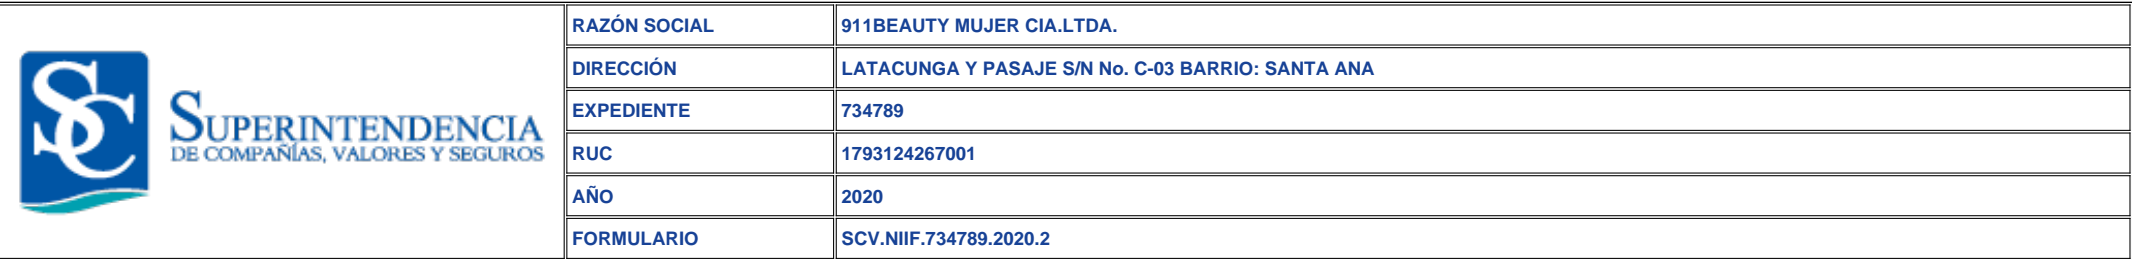 SC
SUPERINTENDENCIA
DE COMPAÑÍAS, VALORES Y SEGUROS
RAZÓN SOCIAL 911BEAUTY MUJER CIA.LTDA.
DIRECCIÓN LATACUNGA Y PASAJE S/N No. C-03 BARRIO: SANTA ANA
EXPEDIENTE 734789
RUC 1793124267001
AÑO 2020
FORMULARIO SCV.NIIF.734789.2020.2